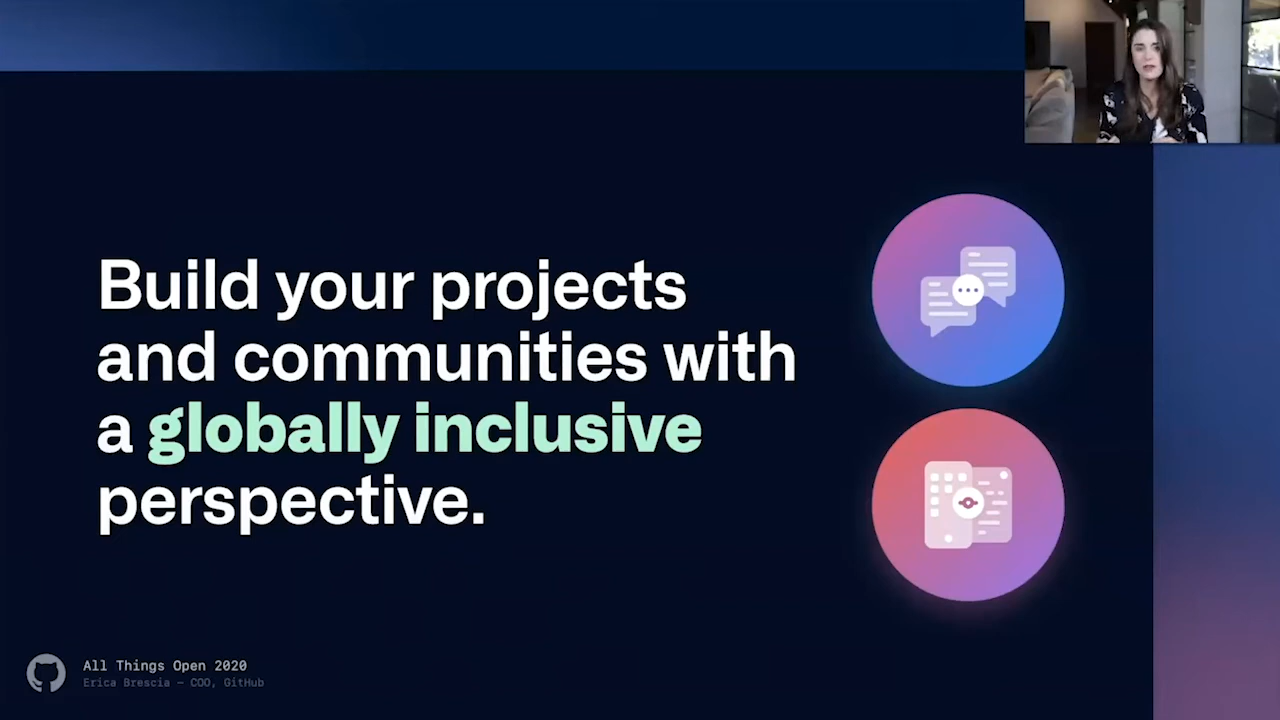 Build your projects
and communities with
a globally inclusive
perspective.
All Things Open 2020
Erica Brescia – COO, GitHub